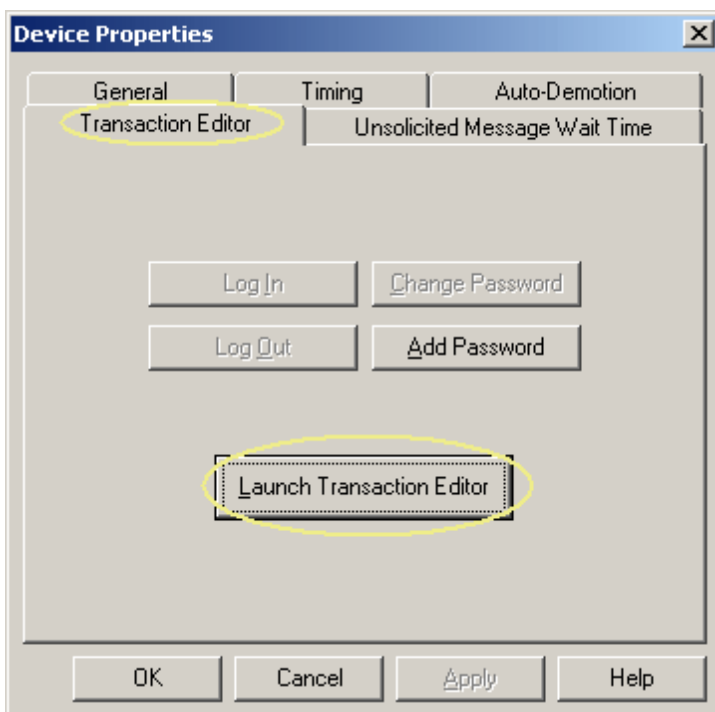 Device Properties
General Timing Auto-Demotion
Transaction Editor Unsolicited Message Wait Time
Log In Change Password
Log Out Add Password
Launch Transaction Editor
OK Cancel Apply Help